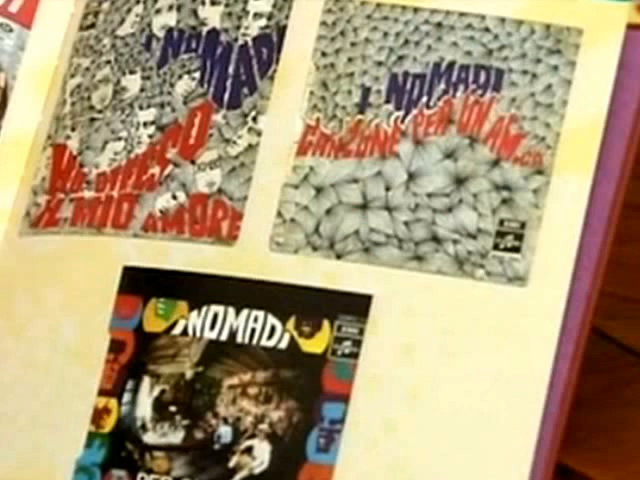 I NOMADI
HO DIFESO
IL MIO AMORE
I NOMADI
CANZONE PER UN AMICO
I NOMADI